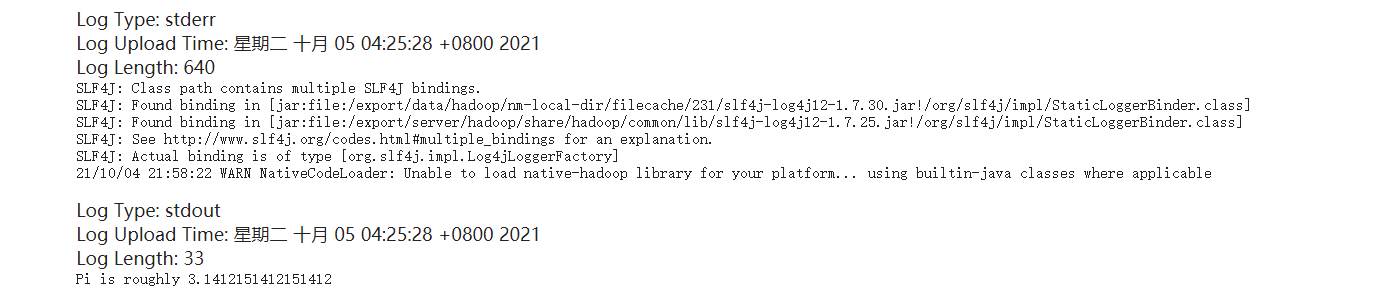 Log Type: stderr
Log Upload Time: 星期二 十月 05 04:25:28 +0800 2021
Log Length: 640
SLF4J: Class path contains multiple SLF4J bindings.
SLF4J: Found binding in [jar:file:/export/data/hadoop/nm-local-dir/filecache/231/slf4j-log4j12-1.7.30.jar!/org/slf4j/impl/StaticLoggerBinder.class]
SLF4J: Found binding in [jar:file:/export/server/hadoop/share/hadoop/common/lib/slf4j-log4j12-1.7.25.jar!/org/slf4j/impl/StaticLoggerBinder.class]
SLF4J: See http://www.slf4j.org/codes.html#multiple_bindings for an explanation.
SLF4J: Actual binding is of type [org.slf4j.impl.Log4jLoggerFactory]
21/10/04 21:58:22 WARN NativeCodeLoader: Unable to load native-hadoop library for your platform... using builtin-java classes where applicable
Log Type: stdout
Log Upload Time: 星期二 十月 05 04:25:28 +0800 2021
Log Length: 33
Pi is roughly 3.1412151412151412